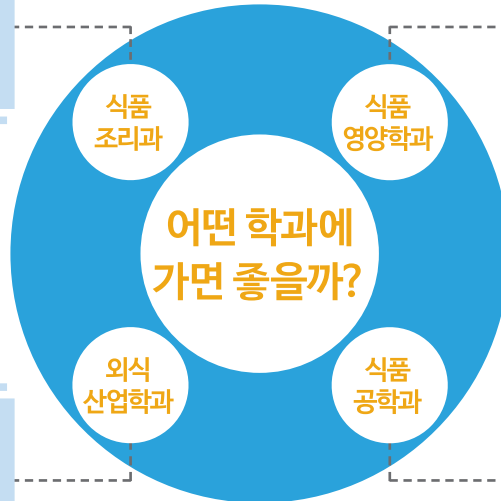 식품
조리과
식품
영양학과
어떤 학과에
가면 좋을까?
외식
산업학과
식품
공학과